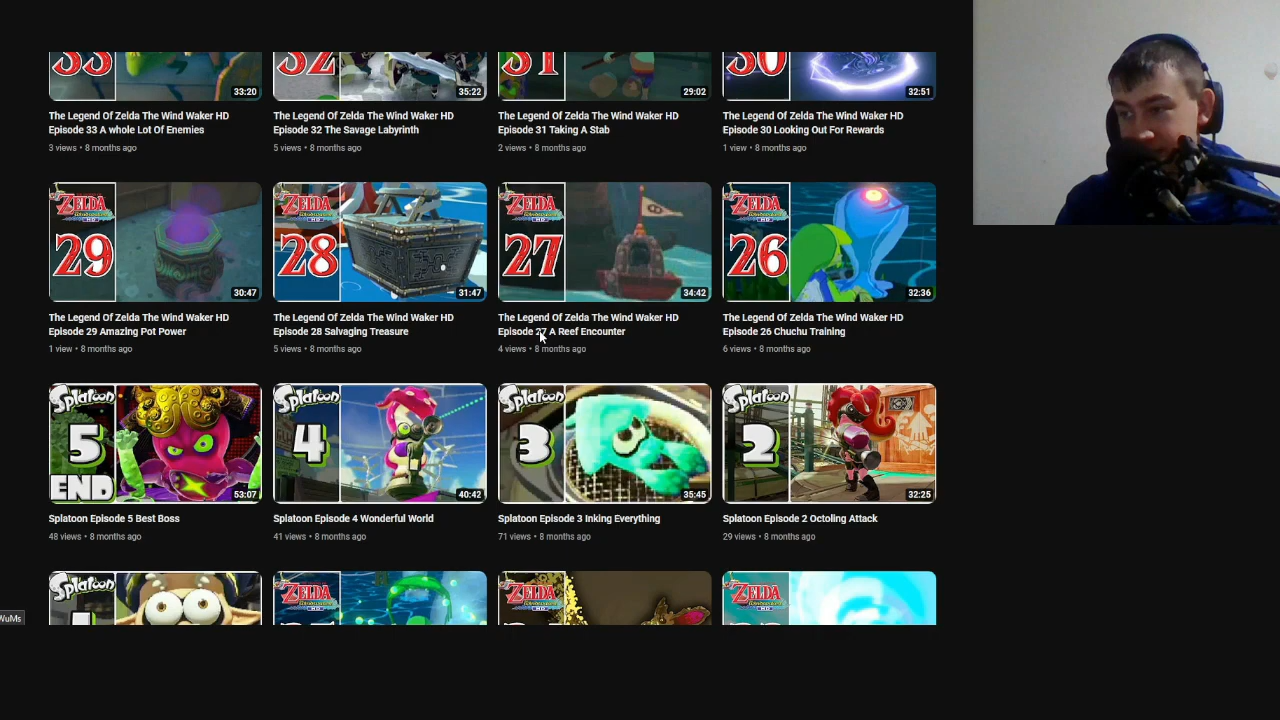 33
33:20
32
35:22
31
29:02
30
32:51
The Legend Of Zelda The Wind Waker HD
Episode 33 A whole Lot Of Enemies
3 views • 8 months ago
The Legend Of Zelda The Wind Waker HD
Episode 32 The Savage Labyrinth
5 views • 8 months ago
The Legend Of Zelda The Wind Waker HD
Episode 31 Taking A Stab
2 views • 8 months ago
The Legend Of Zelda The Wind Waker HD
Episode 30 Looking Out For Rewards
1 view • 8 months ago
ZELDA
29
30:47
ZELDA
28
31:47
ZELDA
27
34:42
ZELDA
26
32:36
The Legend Of Zelda The Wind Waker HD
Episode 29 Amazing Pot Power
1 view • 8 months ago
The Legend Of Zelda The Wind Waker HD
Episode 28 Salvaging Treasure
5 views • 8 months ago
The Legend Of Zelda The Wind Waker HD
Episode 27 A Reef Encounter
4 views • 8 months ago
The Legend Of Zelda The Wind Waker HD
Episode 26 Chuchu Training
6 views • 8 months ago
Splatoon
5
END
53:07
Splatoon
4
40:42
Splatoon
3
35:45
Splatoon
2
32:25
Splatoon Episode 5 Best Boss
48 views • 8 months ago
Splatoon Episode 4 Wonderful World
41 views • 8 months ago
Splatoon Episode 3 Inking Everything
71 views • 8 months ago
Splatoon Episode 2 Octoling Attack
29 views • 8 months ago
Splatoon
ZELDA
ZELDA
ZELDA
WuMs